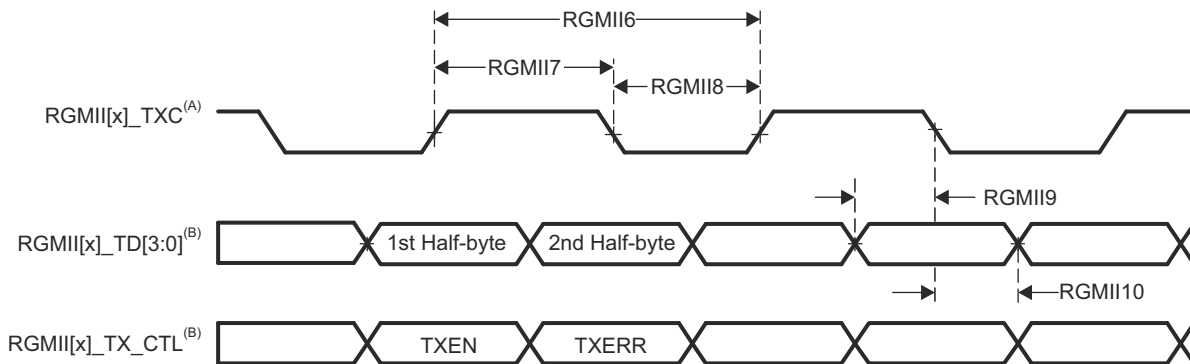 RGMII6
RGMII7
RGMII8
RGMII[x]_TXC(A)
RGMII9
RGMII[x]_TD[3:0](B)
1st Half-byte
2nd Half-byte
RGMII10
RGMII[x]_TX_CTL(B)
TXEN
TXERR